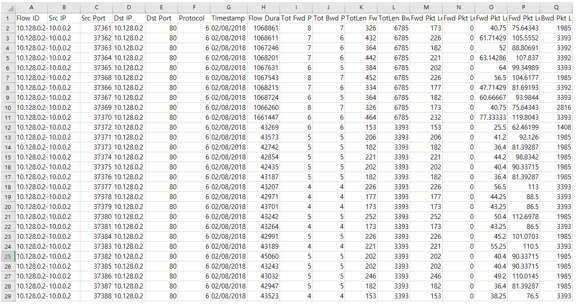 A B C D E F G H I J K L M N O P Q
1 Flow ID Src IP Src Port Dst IP Dst Port Protocol Timestamp Flow Dura Tot Fwd P Tot Bwd P TotLen Fw TotLen Bw Fwd Pkt L Fwd Pkt L Fwd Pkt L Fwd Pkt L Bwd Pkt L
2 10.128.0.2- 10.0.0.2 37361 10.128.0.2 80 6 02/08/2018 1068861 8 7 326 6785 173 0 40.75 75.64343 1985
3 10.128.0.2- 10.0.0.2 37362 10.128.0.2 80 6 02/08/2018 1068611 7 6 432 6785 226 0 61.71429 105.5552 3393
4 10.128.0.2- 10.0.0.2 37363 10.128.0.2 80 6 02/08/2018 1067246 7 6 364 6785 182 0 52 88.80691 3392
5 10.128.0.2- 10.0.0.2 37364 10.128.0.2 80 6 02/08/2018 1068201 7 6 442 6785 221 0 63.14286 107.837 3392
6 10.128.0.2- 10.0.0.2 37365 10.128.0.2 80 6 02/08/2018 1067631 6 5 384 6785 202 0 64 99.34989 3393
7 10.128.0.2- 10.0.0.2 37367 10.128.0.2 80 6 02/08/2018 1067543 8 7 452 6785 226 0 56.5 104.6177 1985
8 10.128.0.2- 10.0.0.2 37366 10.128.0.2 80 6 02/08/2018 1068215 7 6 334 6785 177 0 47.71429 81.69193 3392
9 10.128.0.2- 10.0.0.2 37367 10.128.0.2 80 6 02/08/2018 1068724 6 5 364 6785 182 0 60.66667 93.9844 3393
10 10.128.0.2- 10.0.0.2 37369 10.128.0.2 80 6 02/08/2018 1066260 8 7 326 6785 173 0 40.75 75.64343 2816
11 10.128.0.2- 10.0.0.2 37370 10.128.0.2 80 6 02/08/2018 1661447 6 6 464 6785 232 0 77.33333 119.8043 3393
12 10.128.0.2- 10.0.0.2 37372 10.128.0.2 80 6 02/08/2018 43269 6 6 153 3393 153 0 25.5 62.46199 1408
13 10.128.0.2- 10.0.0.2 37371 10.128.0.2 80 6 02/08/2018 43573 5 5 206 3393 206 0 41.2 92.126 1985
14 10.128.0.2- 10.0.0.2 37373 10.128.0.2 80 6 02/08/2018 42742 5 5 182 3393 182 0 36.4 81.39287 1985
15 10.128.0.2- 10.0.0.2 37374 10.128.0.2 80 6 02/08/2018 42854 5 5 221 3393 221 0 44.2 98.8342 1985
16 10.128.0.2- 10.0.0.2 37375 10.128.0.2 80 6 02/08/2018 42435 5 5 202 3393 202 0 40.4 90.33715 1985
17 10.128.0.2- 10.0.0.2 37376 10.128.0.2 80 6 02/08/2018 43187 5 5 182 3393 182 0 36.4 81.39287 1985
18 10.128.0.2- 10.0.0.2 37377 10.128.0.2 80 6 02/08/2018 43207 4 4 226 3393 226 0 56.5 113 3393
19 10.128.0.2- 10.0.0.2 37378 10.128.0.2 80 6 02/08/2018 42971 4 4 177 3393 177 0 44.25 88.5 3393
20 10.128.0.2- 10.0.0.2 37379 10.128.0.2 80 6 02/08/2018 43701 4 4 173 3393 173 0 43.25 86.5 3393
21 10.128.0.2- 10.0.0.2 37380 10.128.0.2 80 6 02/08/2018 43242 5 5 252 3393 252 0 50.4 112.6978 1985
22 10.128.0.2- 10.0.0.2 37381 10.128.0.2 80 6 02/08/2018 43264 4 4 173 3393 173 0 43.25 86.5 3393
23 10.128.0.2- 10.0.0.2 37382 10.128.0.2 80 6 02/08/2018 42991 5 5 226 3393 226 0 45.2 101.0703 1985
24 10.128.0.2- 10.0.0.2 37383 10.128.0.2 80 6 02/08/2018 43189 4 4 221 3393 221 0 55.25 110.5 3393
25 10.128.0.2- 10.0.0.2 37384 10.128.0.2 80 6 02/08/2018 45060 5 5 202 3393 202 0 40.4 90.33715 1985
26 10.128.0.2- 10.0.0.2 37385 10.128.0.2 80 6 02/08/2018 43243 5 5 202 3393 202 0 40.4 90.33715 1985
27 10.128.0.2- 10.0.0.2 37386 10.128.0.2 80 6 02/08/2018 43032 5 5 246 3393 246 0 49.2 110.0145 1985
28 10.128.0.2- 10.0.0.2 37387 10.128.0.2 80 6 02/08/2018 42947 5 5 182 3393 182 0 36.4 81.39287 1985
29 10.128.0.2- 10.0.0.2 37388 10.128.0.2 80 6 02/08/2018 43523 4 4 153 3393 153 0 38.25 76.5 3393